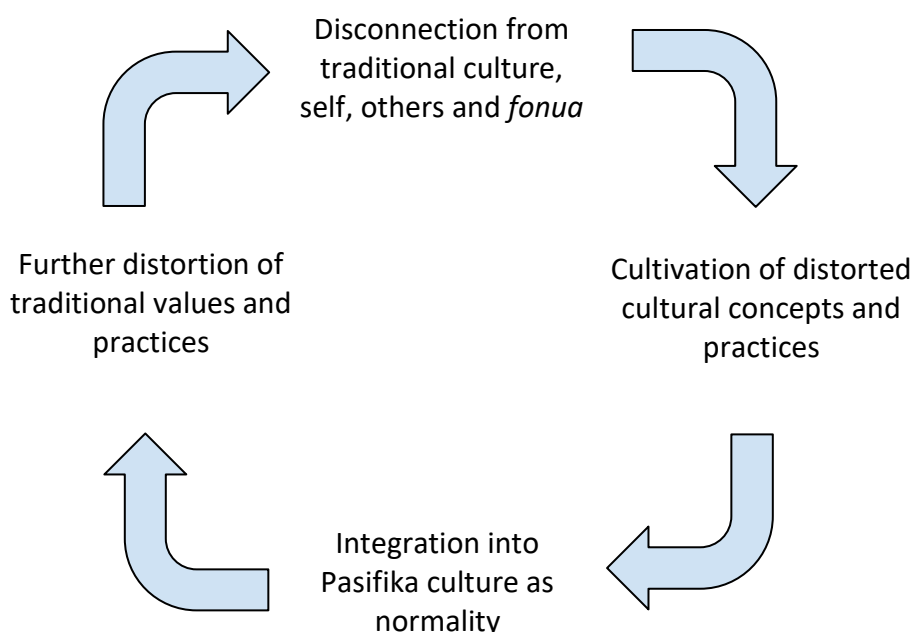 Disconnection from
traditional culture,
self, others and fonua
Cultivation of distorted
cultural concepts and
practices
Integration into
Pasifika culture as
normality
Further distortion of
traditional values and
practices